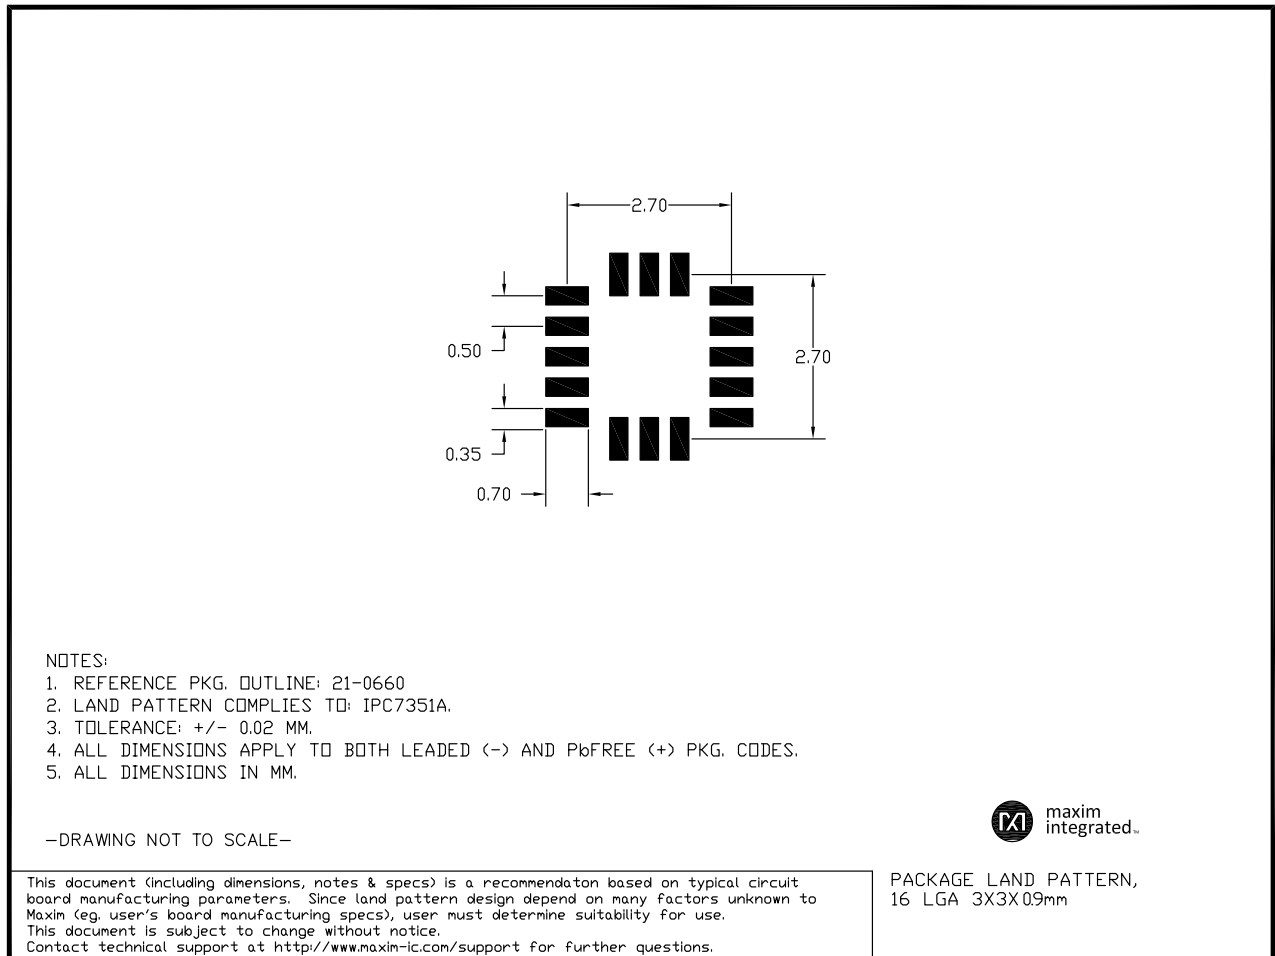 2.70
2.70
0.50
0.35
0.70
NOTES:
1. REFERENCE PKG. OUTLINE: 21-0660
2. LAND PATTERN COMPLIES TO: IPC7351A.
3. TOLERANCE: +/- 0.02 MM.
4. ALL DIMENSIONS APPLY TO BOTH LEADED (-) AND PbFREE (+) PKG. CODES.
5. ALL DIMENSIONS IN MM.
maxim
integrated™
-DRAWING NOT TO SCALE-
This document (including dimensions, notes & specs) is a recommendaton based on typical circuit
board manufacturing parameters. Since land pattern design depend on many factors unknown to
Maxim (eg. user's board manufacturing specs), user must determine suitability for use.
This document is subject to change without notice.
Contact technical support at http://www.maxim-ic.com/support for further questions.
PACKAGE LAND PATTERN,
16 LGA 3X3X0.9mm